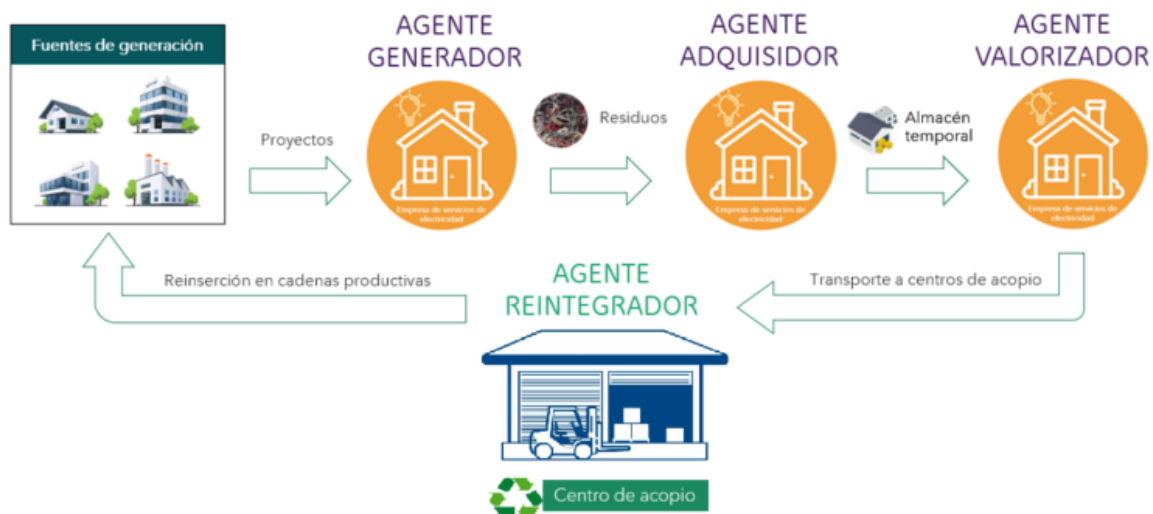 Fuentes de generación
AGENTE
GENERADOR
AGENTE
ADQUISIDOR
AGENTE
VALORIZADOR
Proyectos
Residuos
Almacén
temporal
Empresa de servicios de
electricidad
Empresa de servicios de
electricidad
Empresa de servicios de
electricidad
Reinserción en cadenas productivas
AGENTE
REINTEGRADOR
Transporte a centros de acopio
Centro de acopio